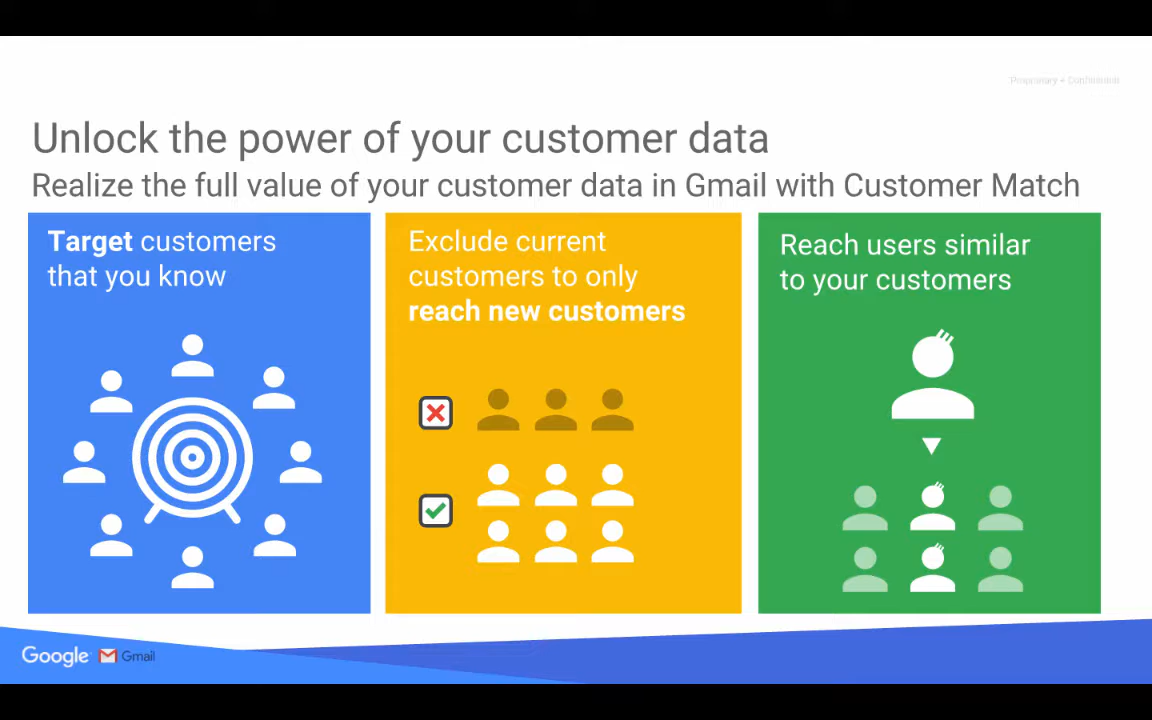 Proprietary + Confidential
Unlock the power of your customer data
Realize the full value of your customer data in Gmail with Customer Match
Target customers
that you know
Exclude current
customers to only
reach new customers
Reach users similar
to your customers
Google Gmail